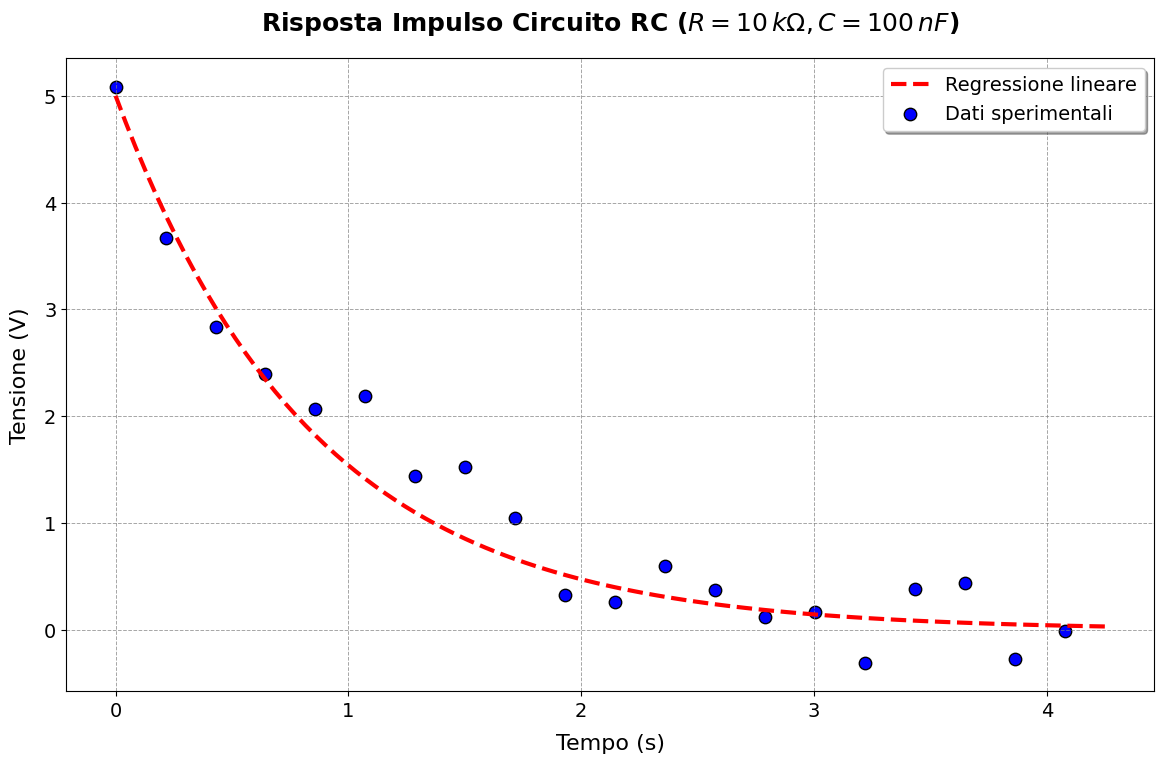 Risposta Impulso Circuito RC (R = 10 kΩ, C = 100 nF)
Regressione lineare
Dati sperimentali
Tensione (V)
5
4
3
2
1
0
0 1 2 3 4
Tempo (s)